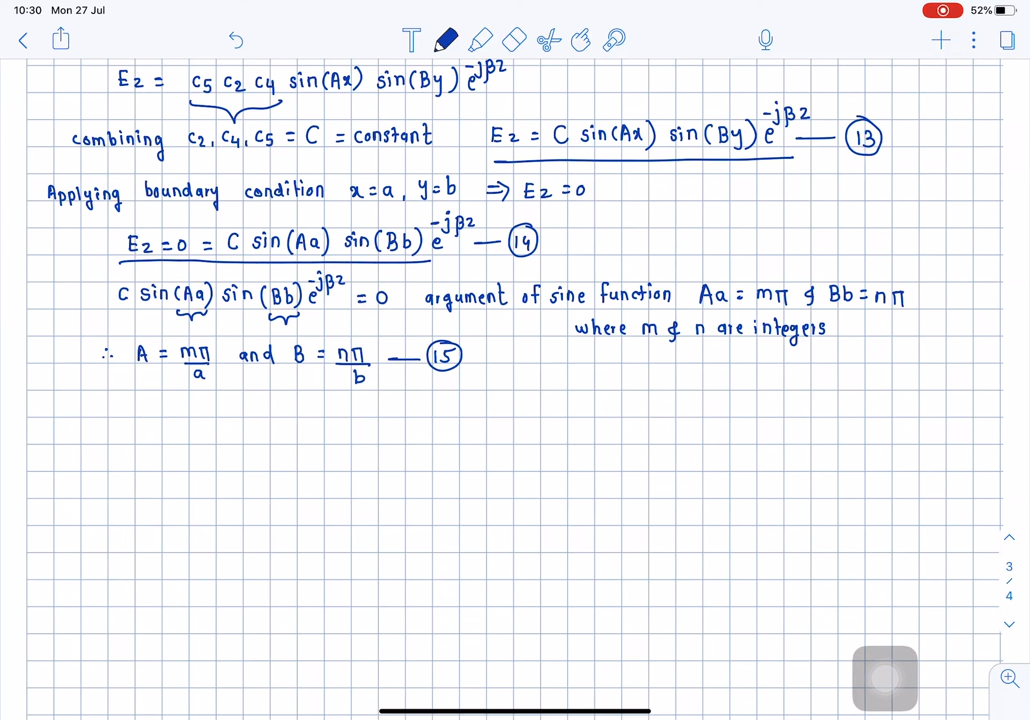 10:30 Mon 27 Jul 52%
Ez = c5 c2 c4 sin(Ax) sin(By) e^-jβz
combining c2, c4, c5 = C = constant Ez = C sin(Ax) sin(By) e^-jβz — 13
Applying boundary condition x=a, y=b ⇒ Ez=0
Ez=0 = C sin(Aa) sin(Bb) e^-jβz — 14
C sin(Aa) sin(Bb) e^-jβz = 0 argument of sine function Aa = mπ & Bb = nπ
where m & n are integers
∴ A = mπ/a and B = nπ/b — 15
3
/
4